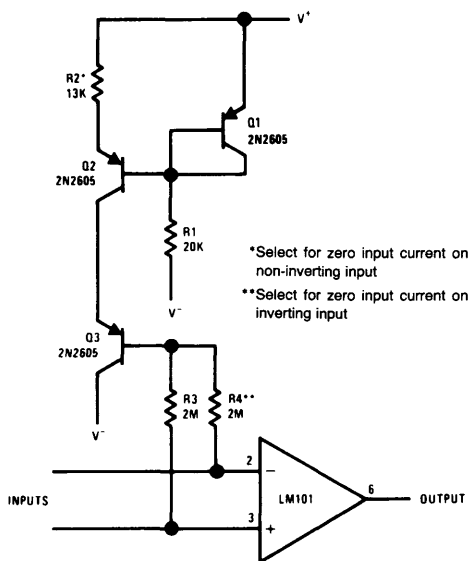 V+
R2*
13K
Q1
2N2605
Q2
2N2605
R1
20K
*Select for zero input current on
non-inverting input
**Select for zero input current on
inverting input
V-
Q3
2N2605
R3
2M
R4**
2M
V-
2
-
6
INPUTS
LM101
OUTPUT
3
+